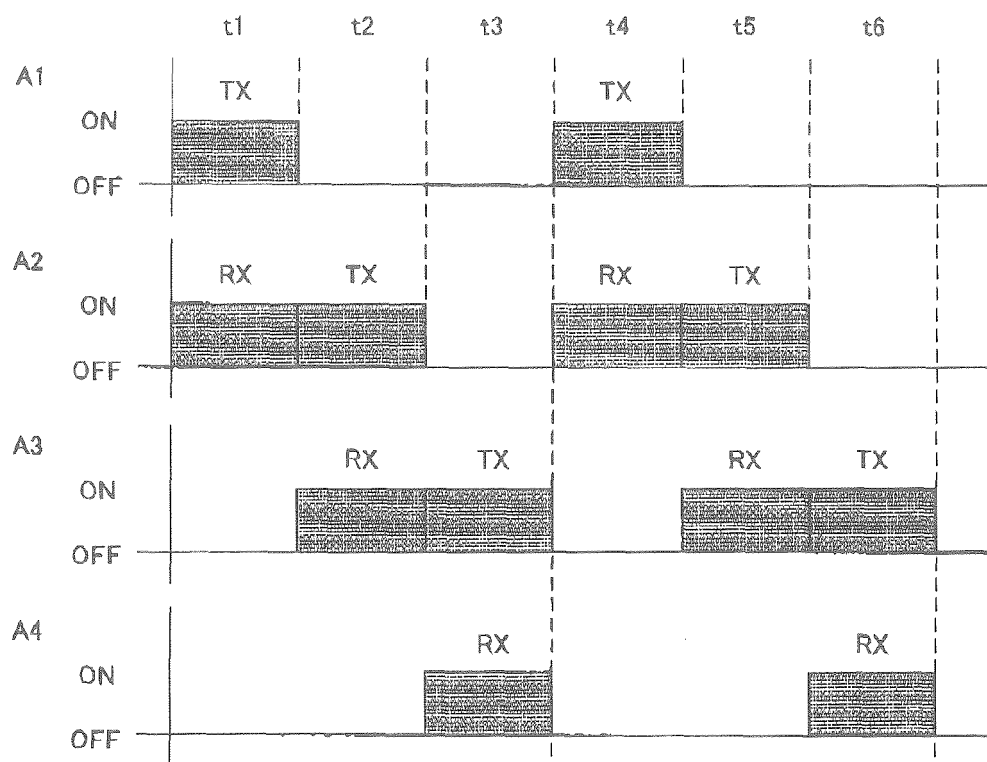 t1 t2 t3 t4 t5 t6
A1
TX TX
ON
OFF
A2
RX TX RX TX
ON
OFF
A3
RX TX RX TX
ON
OFF
A4
RX RX
ON
OFF